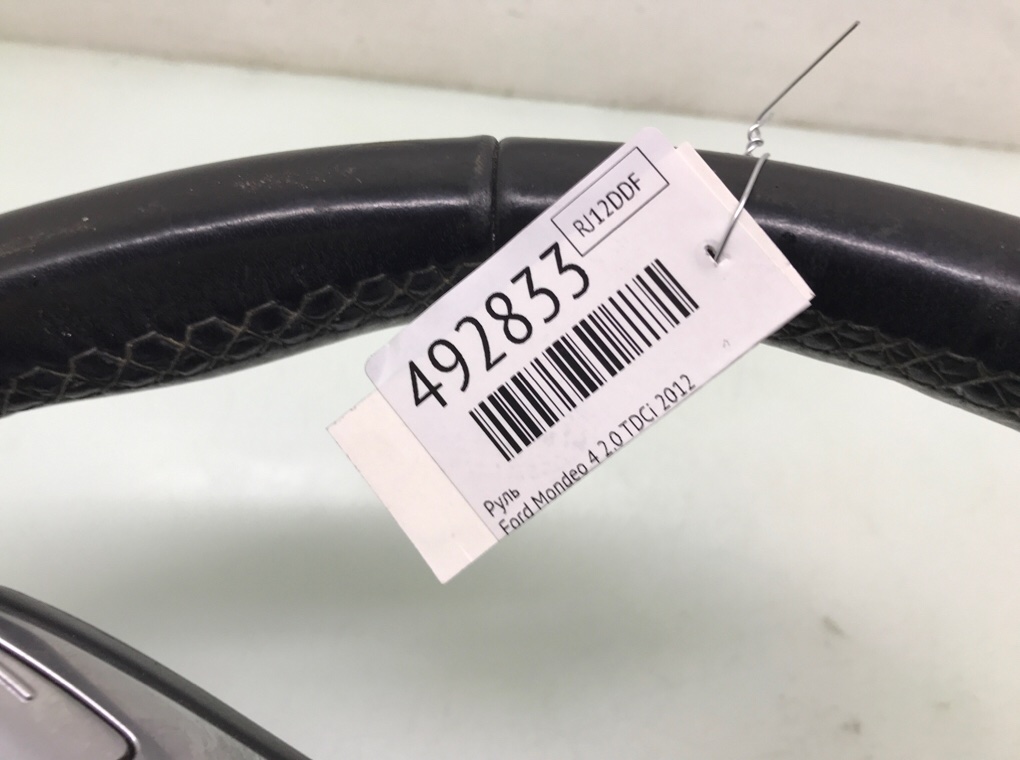 RJ12DDF
492833
Руль
Ford Mondeo 4 2.0 TDCi 2012